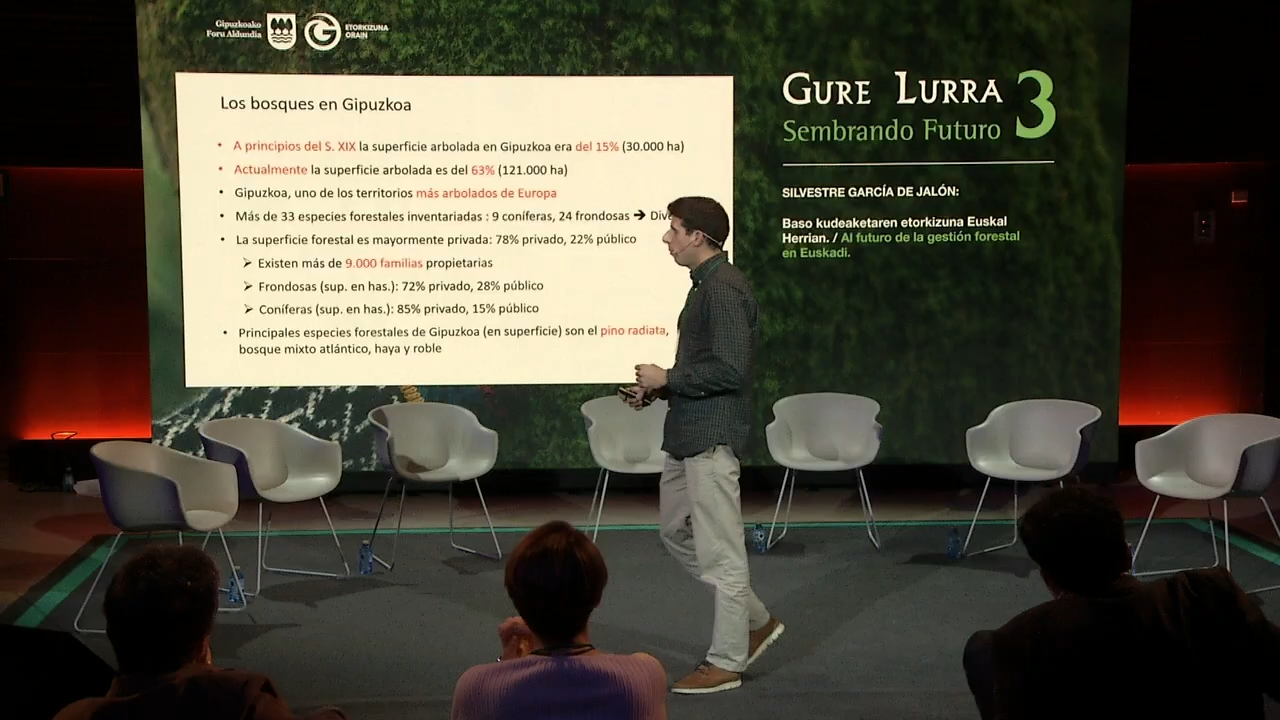 Gipuzkoako
Foru Aldundia
ETORKIZUNA
ORAIN
Los bosques en Gipuzkoa
• A principios del S. XIX la superficie arbolada en Gipuzkoa era del 15% (30.000 ha)
• Actualmente la superficie arbolada es del 63% (121.000 ha)
• Gipuzkoa, uno de los territorios más arbolados de Europa
• Más de 33 especies forestales inventariadas : 9 coníferas, 24 frondosas ➔
• La superficie forestal es mayormente privada: 78% privado, 22% público
➢ Existen más de 9.000 familias propietarias
➢ Frondosas (sup. en has.): 72% privado, 28% público
➢ Coníferas (sup. en has.): 85% privado, 15% público
• Principales especies forestales de Gipuzkoa (en superficie) son el pino radiata,
bosque mixto atlántico, haya y roble
GURE LURRA 3
Sembrando Futuro
SILVESTRE GARCÍA DE JALÓN:
Baso kudeaketaren etorkizuna Euskal
Herrian. / Al futuro de la gestión forestal
en Euskadi.